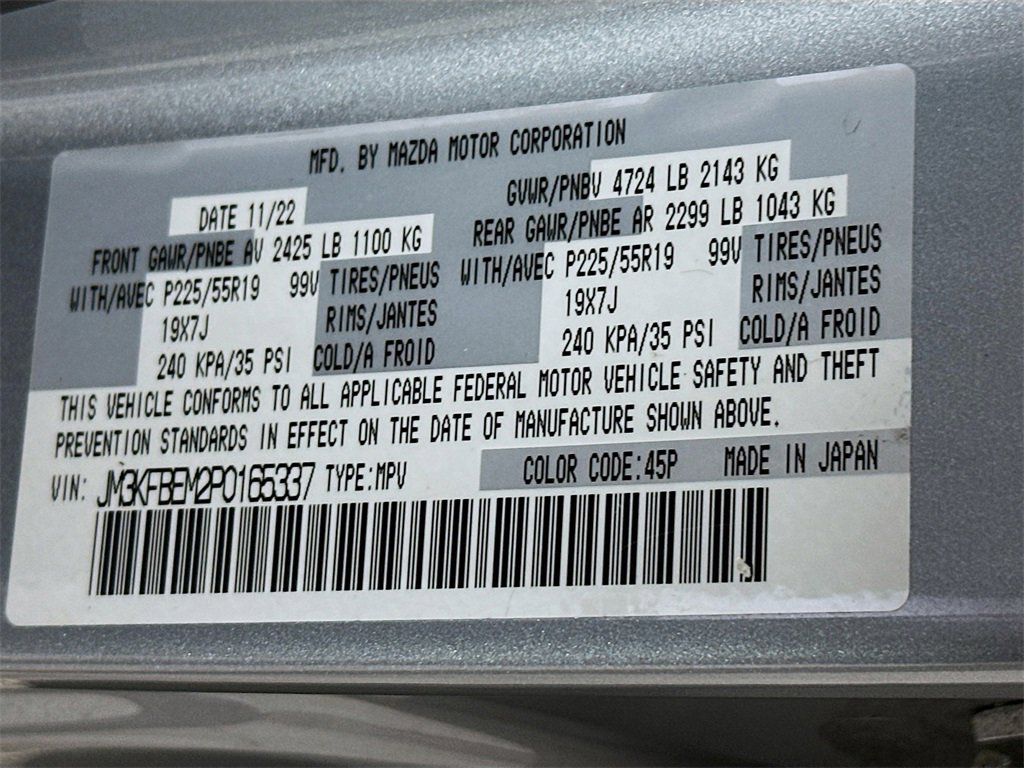 MFD. BY MAZDA MOTOR CORPORATION
DATE 11/22
GVWR/PNBV 4724 LB 2143 KG
FRONT GAWR/PNBE AV 2425 LB 1100 KG
REAR GAWR/PNBE AR 2299 LB 1043 KG
WITH/AVEC P225/55R19 99V TIRES/PNEUS
WITH/AVEC P225/55R19 99V TIRES/PNEUS
19X7J RIMS/JANTES
19X7J RIMS/JANTES
240 KPA/35 PSI COLD/A FROID
240 KPA/35 PSI COLD/A FROID
THIS VEHICLE CONFORMS TO ALL APPLICABLE FEDERAL MOTOR VEHICLE SAFETY AND THEFT
PREVENTION STANDARDS IN EFFECT ON THE DATE OF MANUFACTURE SHOWN ABOVE.
VIN: JM3KFBEM2P0165337 TYPE:MPV
COLOR CODE:45P MADE IN JAPAN